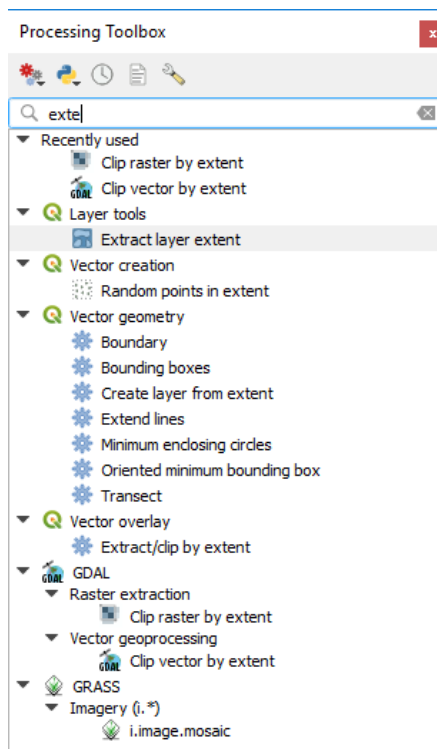 Processing Toolbox
x
exte
Recently used
Clip raster by extent
GDAL Clip vector by extent
Layer tools
Extract layer extent
Vector creation
Random points in extent
Vector geometry
Boundary
Bounding boxes
Create layer from extent
Extend lines
Minimum enclosing circles
Oriented minimum bounding box
Transect
Vector overlay
Extract/clip by extent
GDAL GDAL
Raster extraction
Clip raster by extent
Vector geoprocessing
GDAL Clip vector by extent
GRASS
Imagery (i.*)
i.image.mosaic